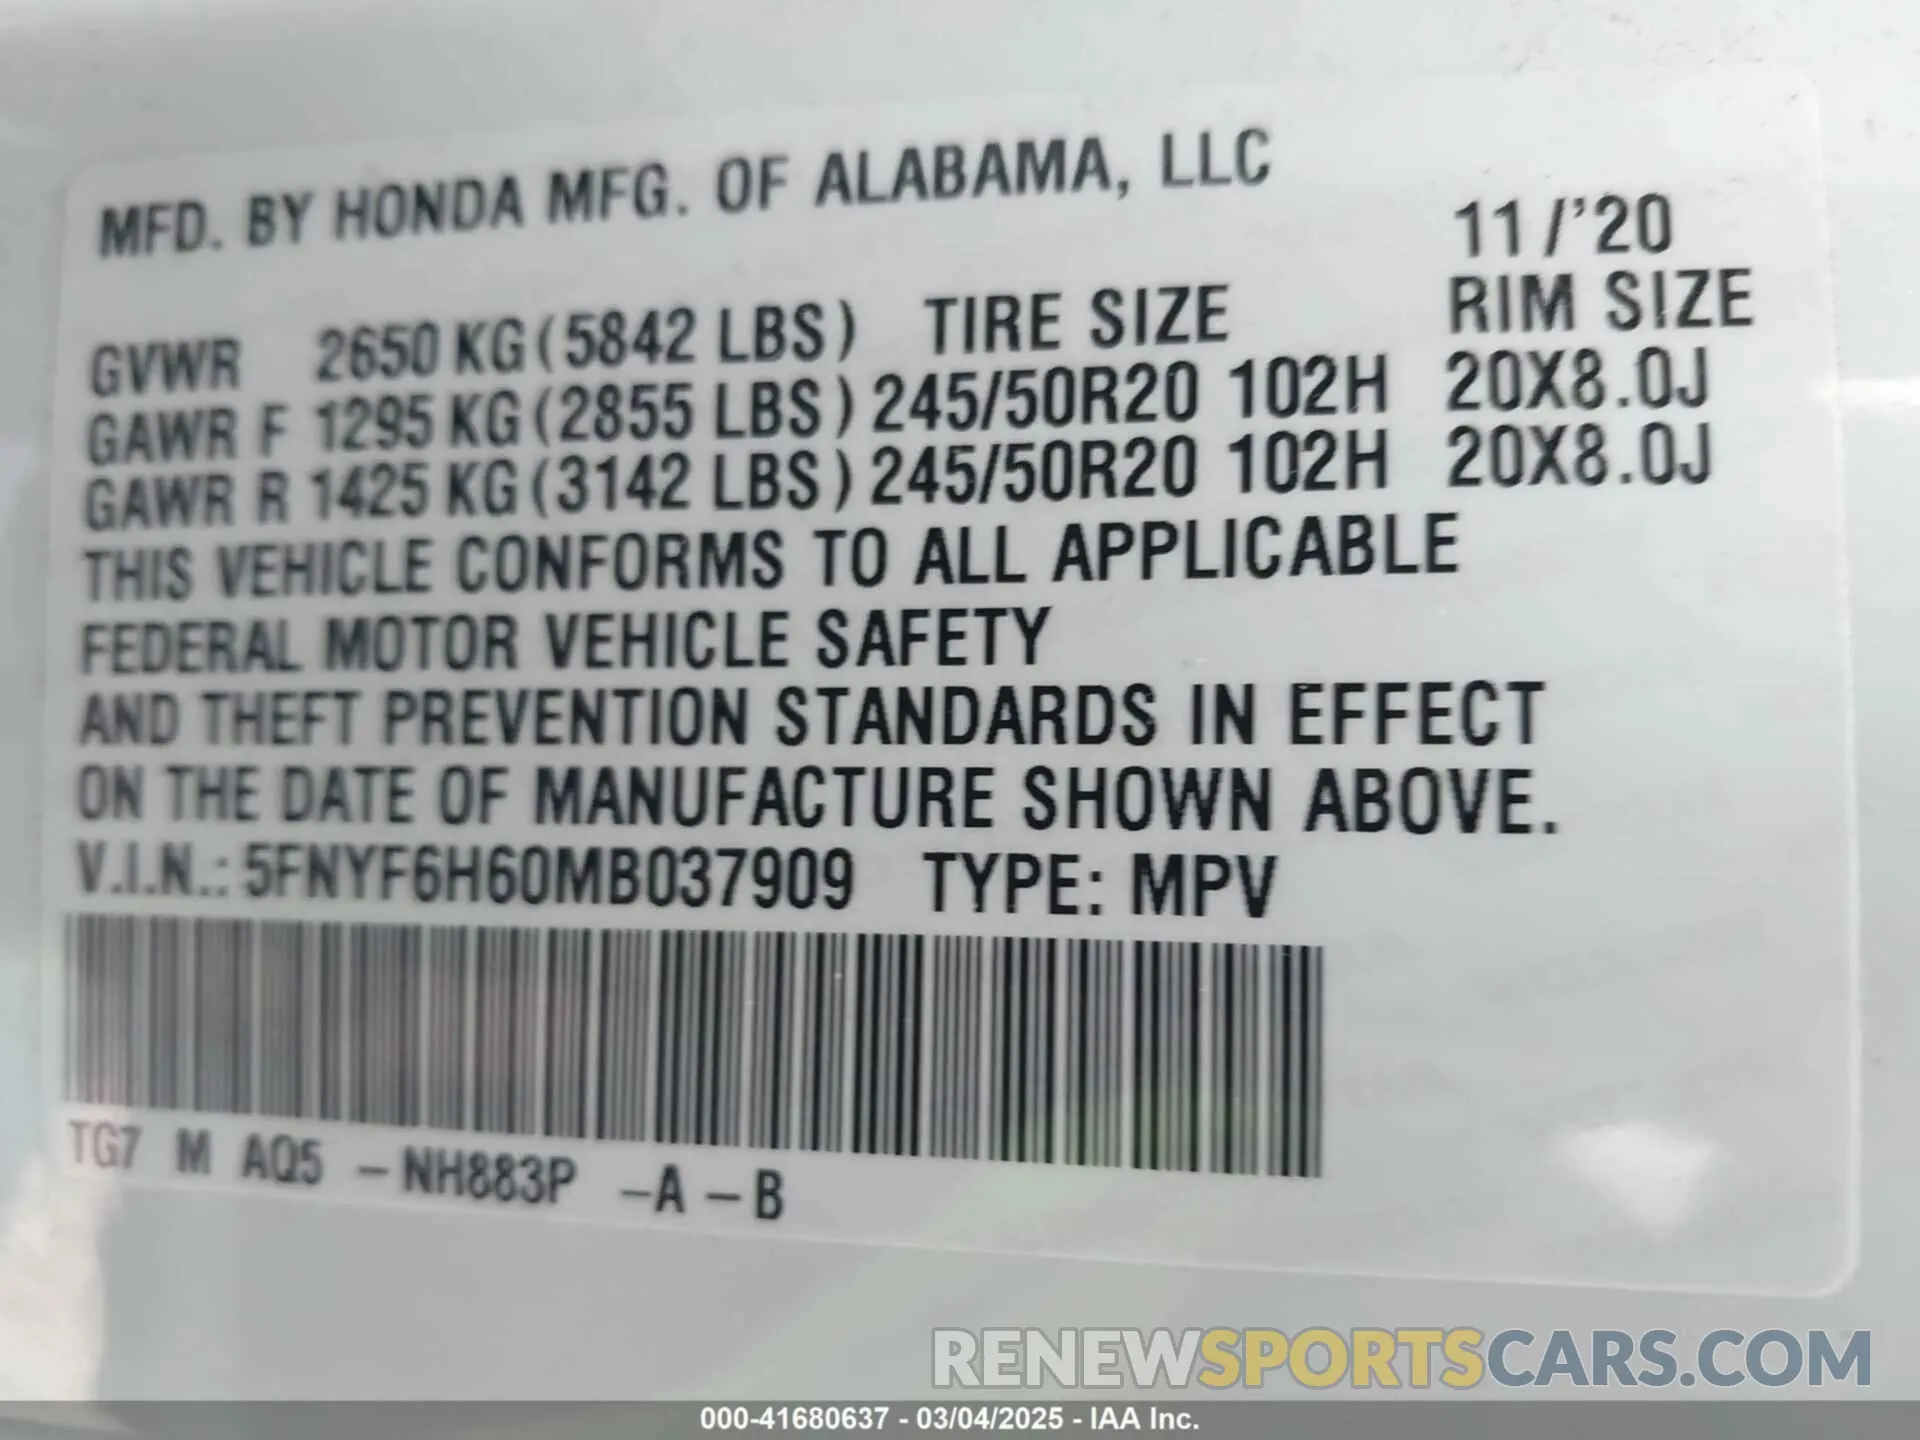 MFD. BY HONDA MFG. OF ALABAMA, LLC
11/'20
GVWR 2650 KG (5842 LBS) TIRE SIZE RIM SIZE
GAWR F 1295 KG (2855 LBS) 245/50R20 102H 20X8.0J
GAWR R 1425 KG (3142 LBS) 245/50R20 102H 20X8.0J
THIS VEHICLE CONFORMS TO ALL APPLICABLE
FEDERAL MOTOR VEHICLE SAFETY
AND THEFT PREVENTION STANDARDS IN EFFECT
ON THE DATE OF MANUFACTURE SHOWN ABOVE.
V.I.N.: 5FNYF6H60MB037909 TYPE: MPV
TG7 M AQ5 -NH883P -A -B
RENEWSPORTSCARS.COM
000-41680637 - 03/04/2025 - IAA Inc.